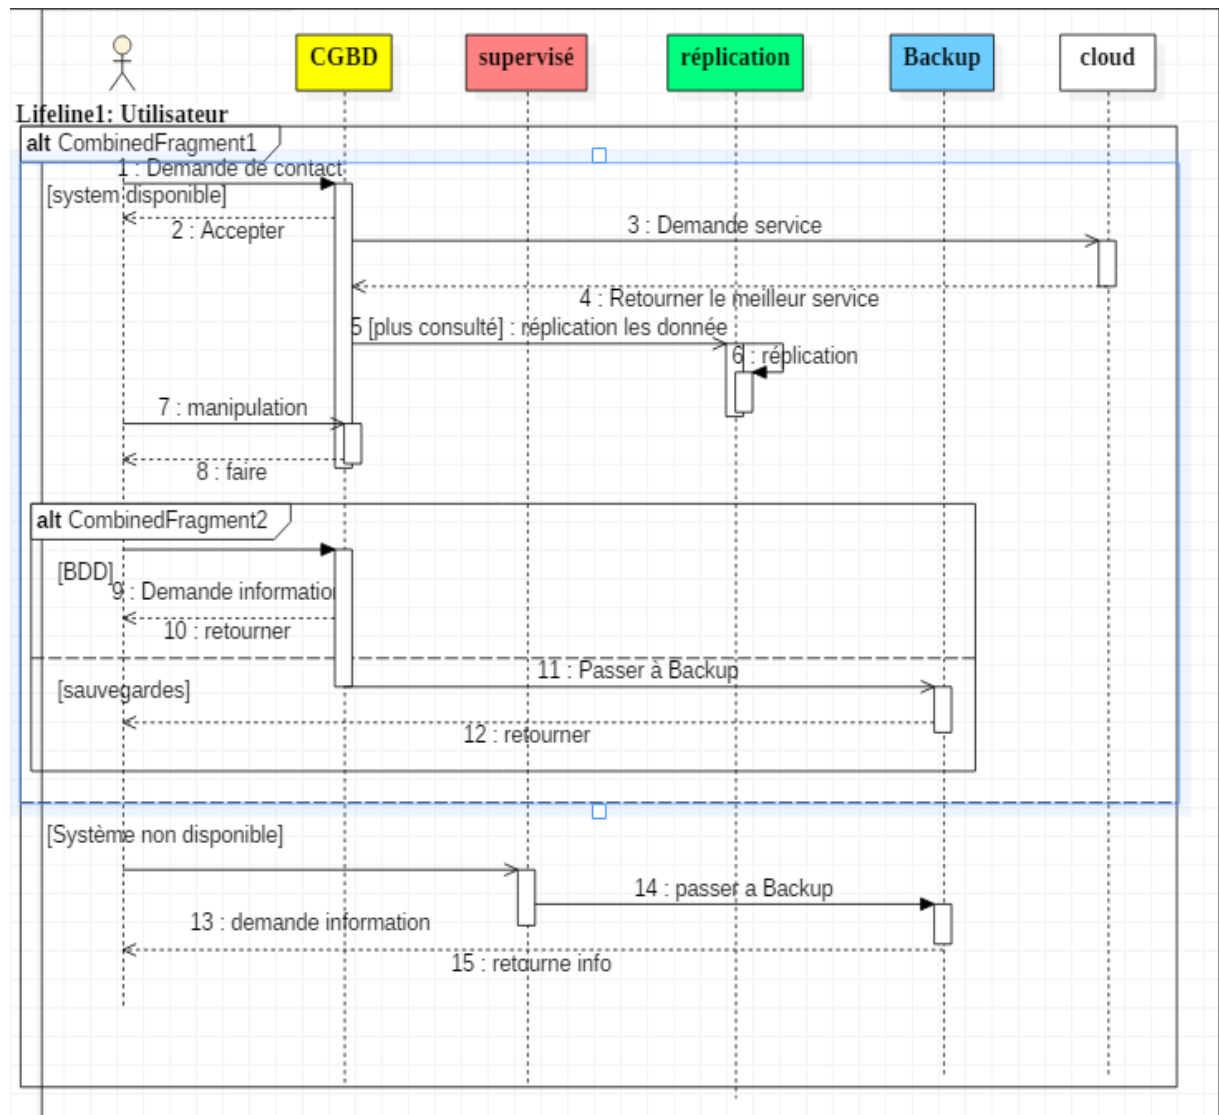 CGBD
supervisé
réplication
Backup
cloud
Lifeline1: Utilisateur
alt CombinedFragment1
1 : Demande de contact
[system disponible]
2 : Accepter
3 : Demande service
4 : Retourner le meilleur service
5 [plus consulté] : réplication les donnée
6 : réplication
7 : manipulation
8 : faire
alt CombinedFragment2
[BDD]
9 : Demande information
10 : retourner
11 : Passer à Backup
[sauvegardes]
12 : retourner
[Système non disponible]
14 : passer a Backup
13 : demande information
15 : retourne info